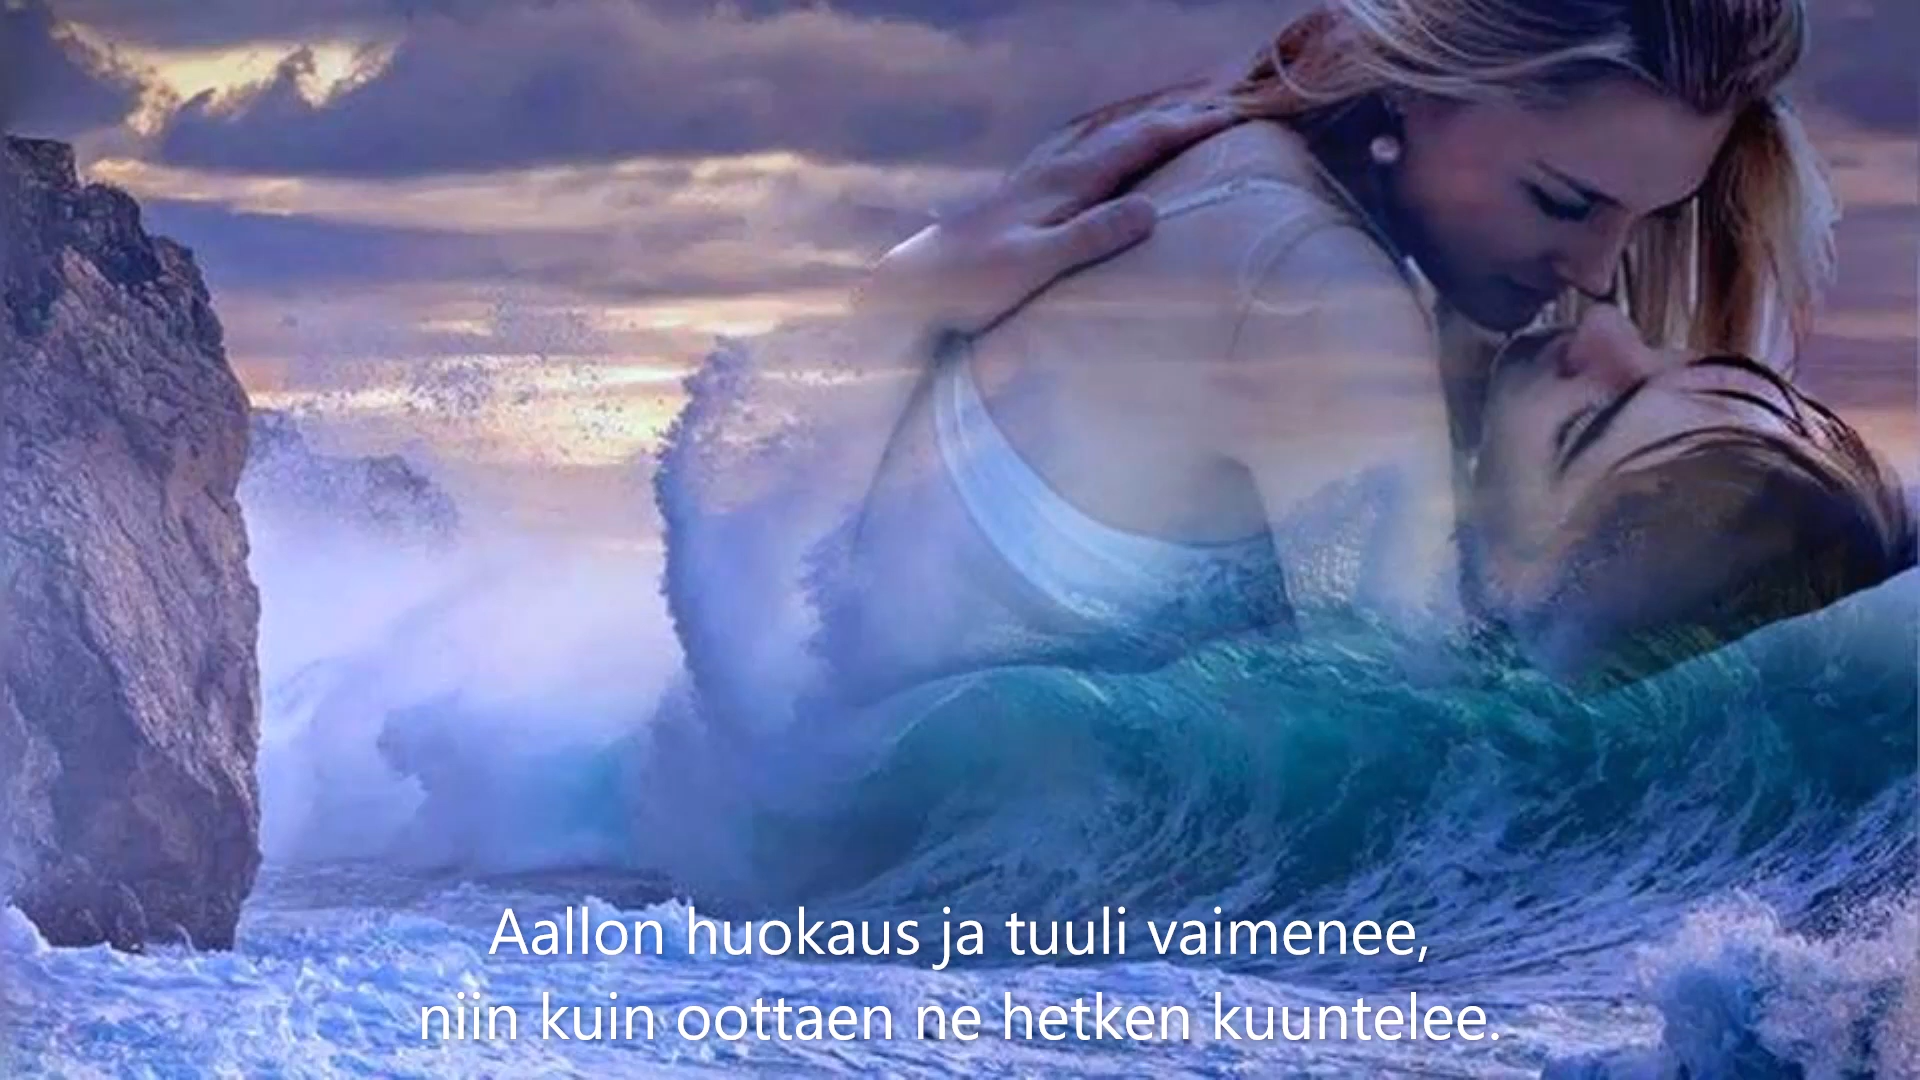 Aallon huokaus ja tuuli vaimenee,
niin kuin oottaen ne hetken kuuntelee.